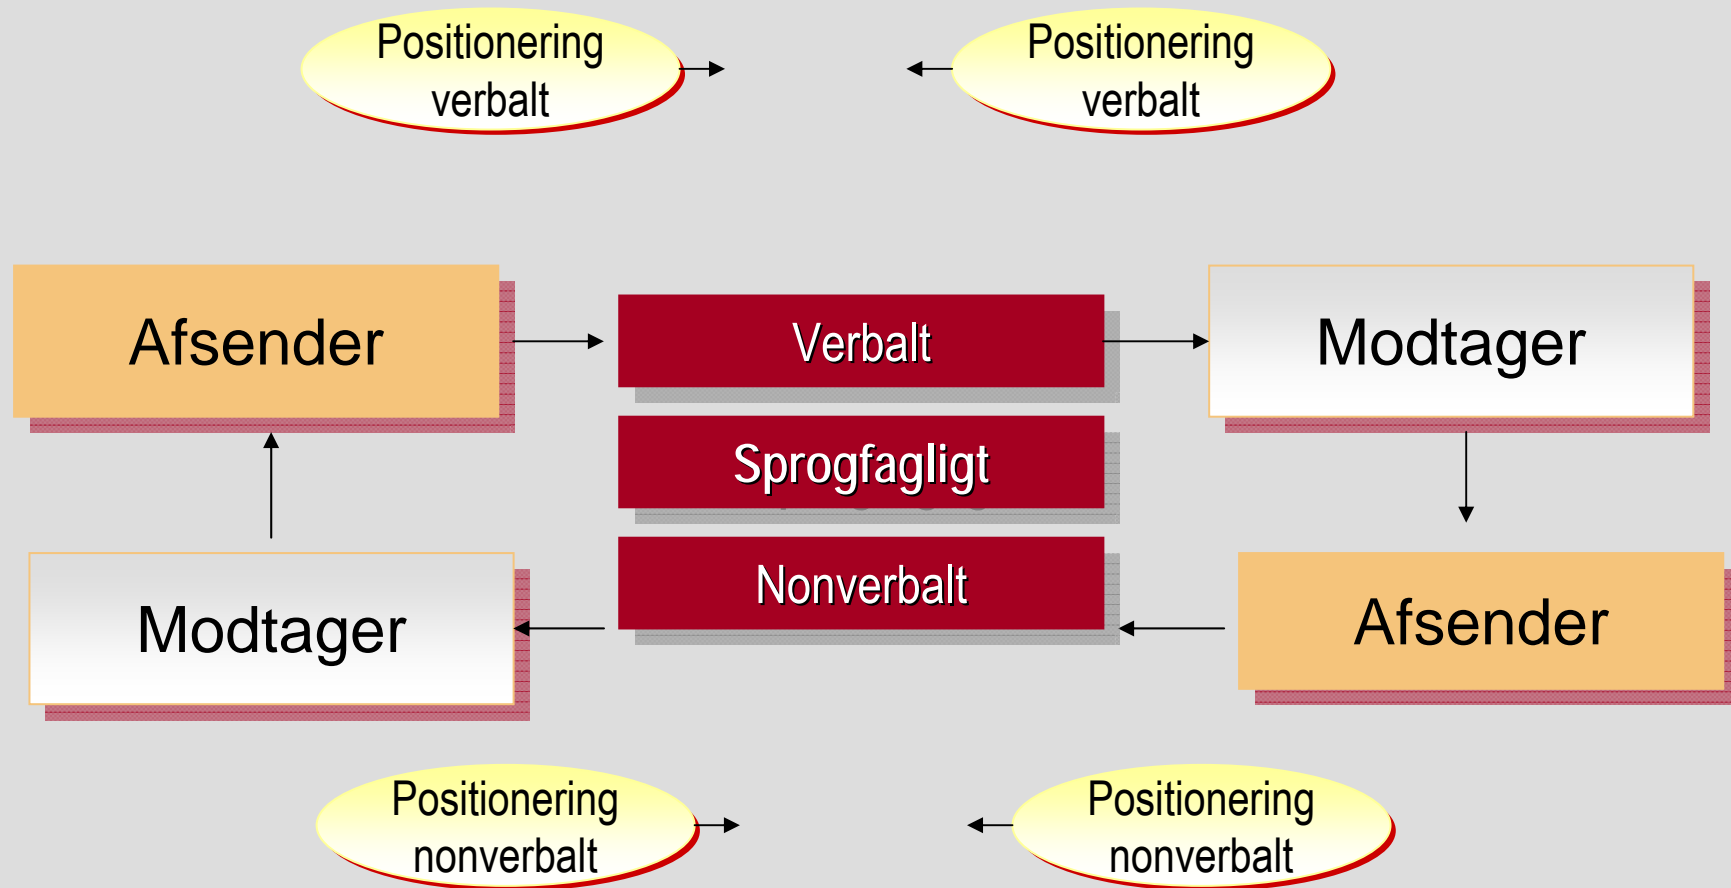 Positionering
verbalt
Positionering
verbalt
Afsender
Verbalt
Modtager
Sprogfagligt
Nonverbalt
Modtager
Afsender
Positionering
nonverbalt
Positionering
nonverbalt